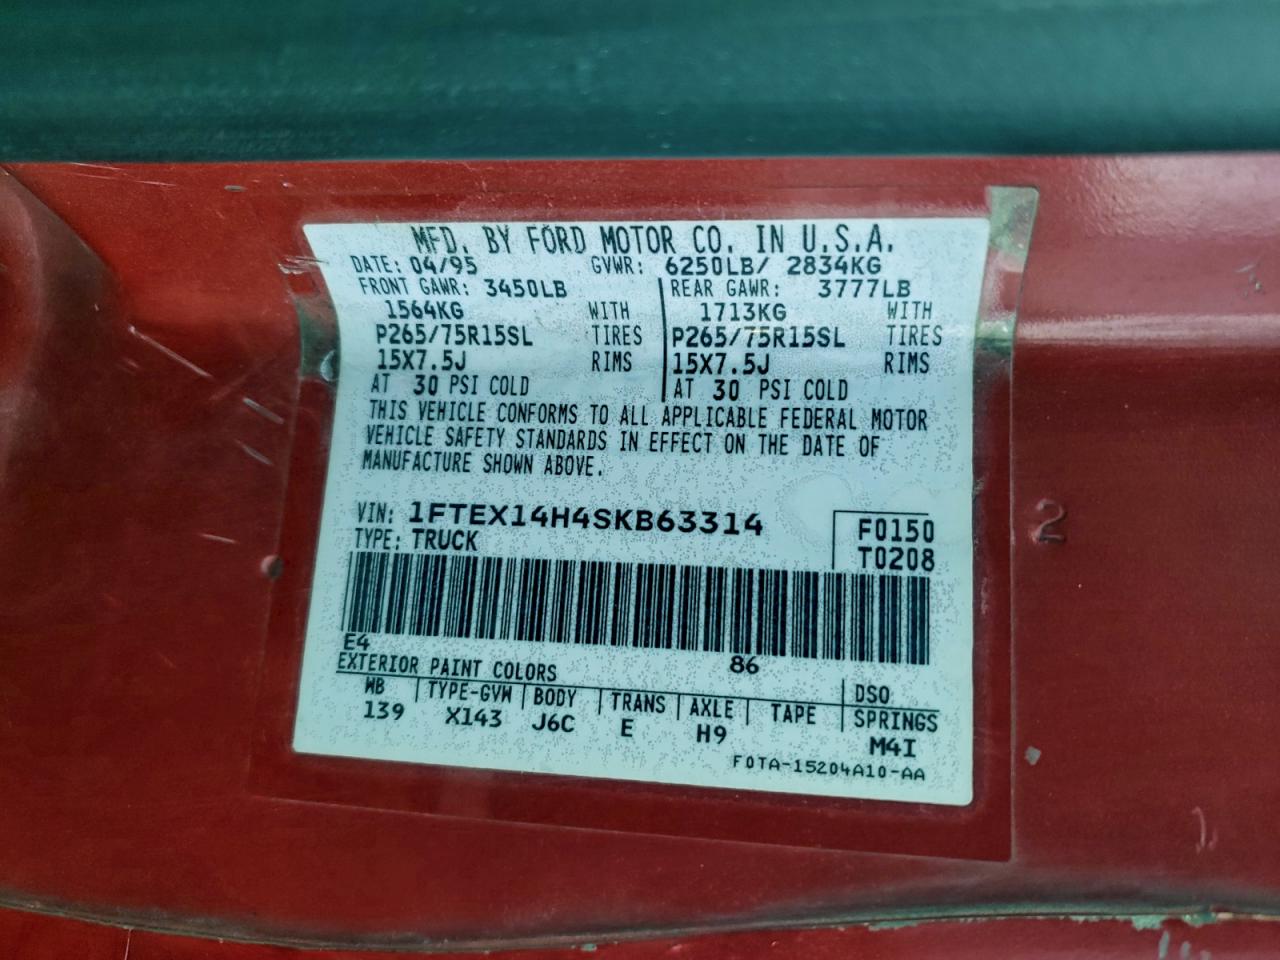 MFD. BY FORD MOTOR CO. IN U.S.A.
DATE: 04/95 GVWR: 6250LB/ 2834KG
FRONT GAWR: 3450LB REAR GAWR: 3777LB
1564KG WITH 1713KG WITH
P265/75R15SL TIRES P265/75R15SL TIRES
15X7.5J RIMS 15X7.5J RIMS
AT 30 PSI COLD AT 30 PSI COLD
THIS VEHICLE CONFORMS TO ALL APPLICABLE FEDERAL MOTOR
VEHICLE SAFETY STANDARDS IN EFFECT ON THE DATE OF
MANUFACTURE SHOWN ABOVE.
VIN: 1FTEX14H4SKB63314 F0150
TYPE: TRUCK T0208
E4 86
EXTERIOR PAINT COLORS DSO
WB TYPE-GVW BODY TRANS AXLE TAPE SPRINGS
139 X143 J6C E H9 M4I
F0TA-15204A10-AA
2